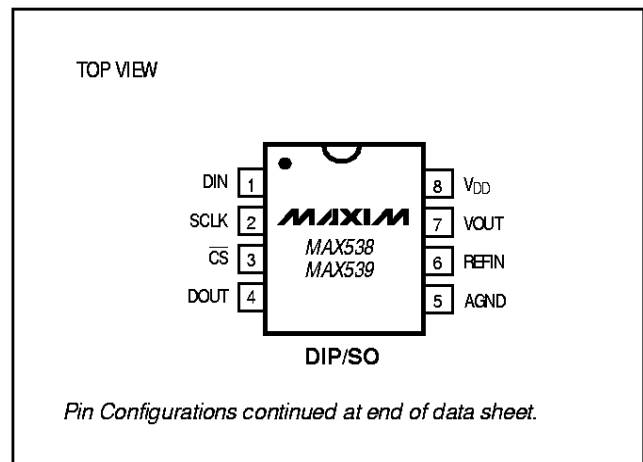 TOP VIEW
DIN 1
SCLK 2
C̅S̅ 3
DOUT 4
MAXIM
MAX538
MAX539
8 VDD
7 VOUT
6 REFIN
5 AGND
DIP/SO
Pin Configurations continued at end of data sheet.